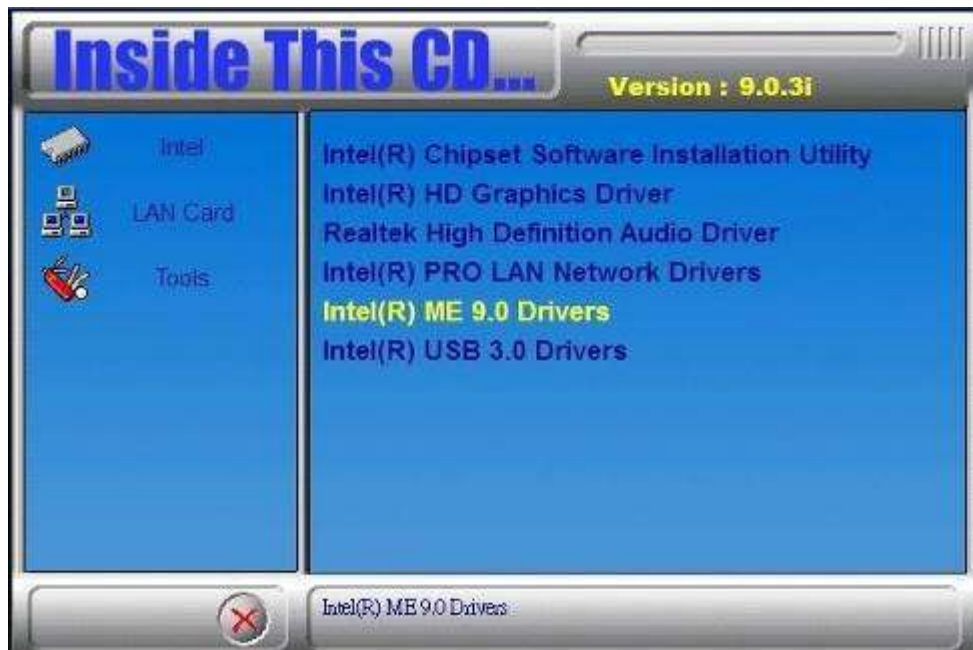 Inside This CD...
Version : 9.0.3i
Intel
LAN Card
Tools
Intel(R) Chipset Software Installation Utility
Intel(R) HD Graphics Driver
Realtek High Definition Audio Driver
Intel(R) PRO LAN Network Drivers
Intel(R) ME 9.0 Drivers
Intel(R) USB 3.0 Drivers
Intel(R) ME 9.0 Drivers